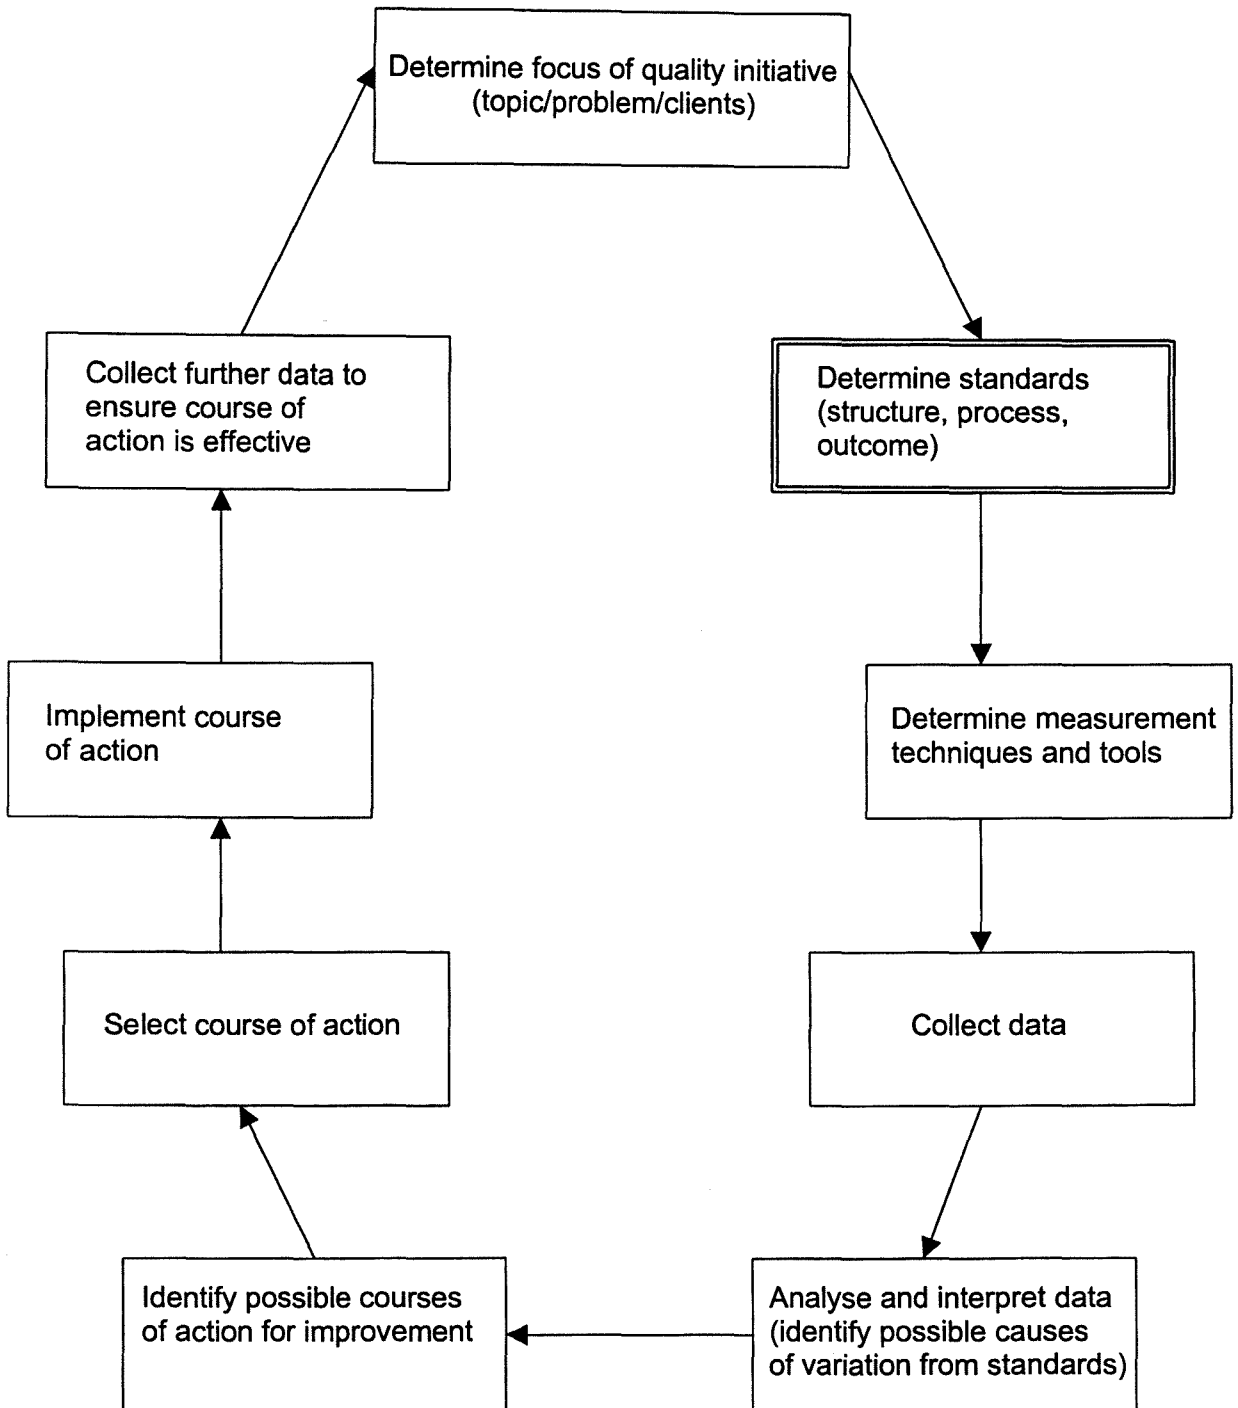 Determine focus of quality initiative
(topic/problem/clients)
Determine standards
(structure, process,
outcome)
Determine measurement
techniques and tools
Collect data
Analyse and interpret data
(identify possible causes
of variation from standards)
Identify possible courses
of action for improvement
Select course of action
Implement course
of action
Collect further data to
ensure course of
action is effective